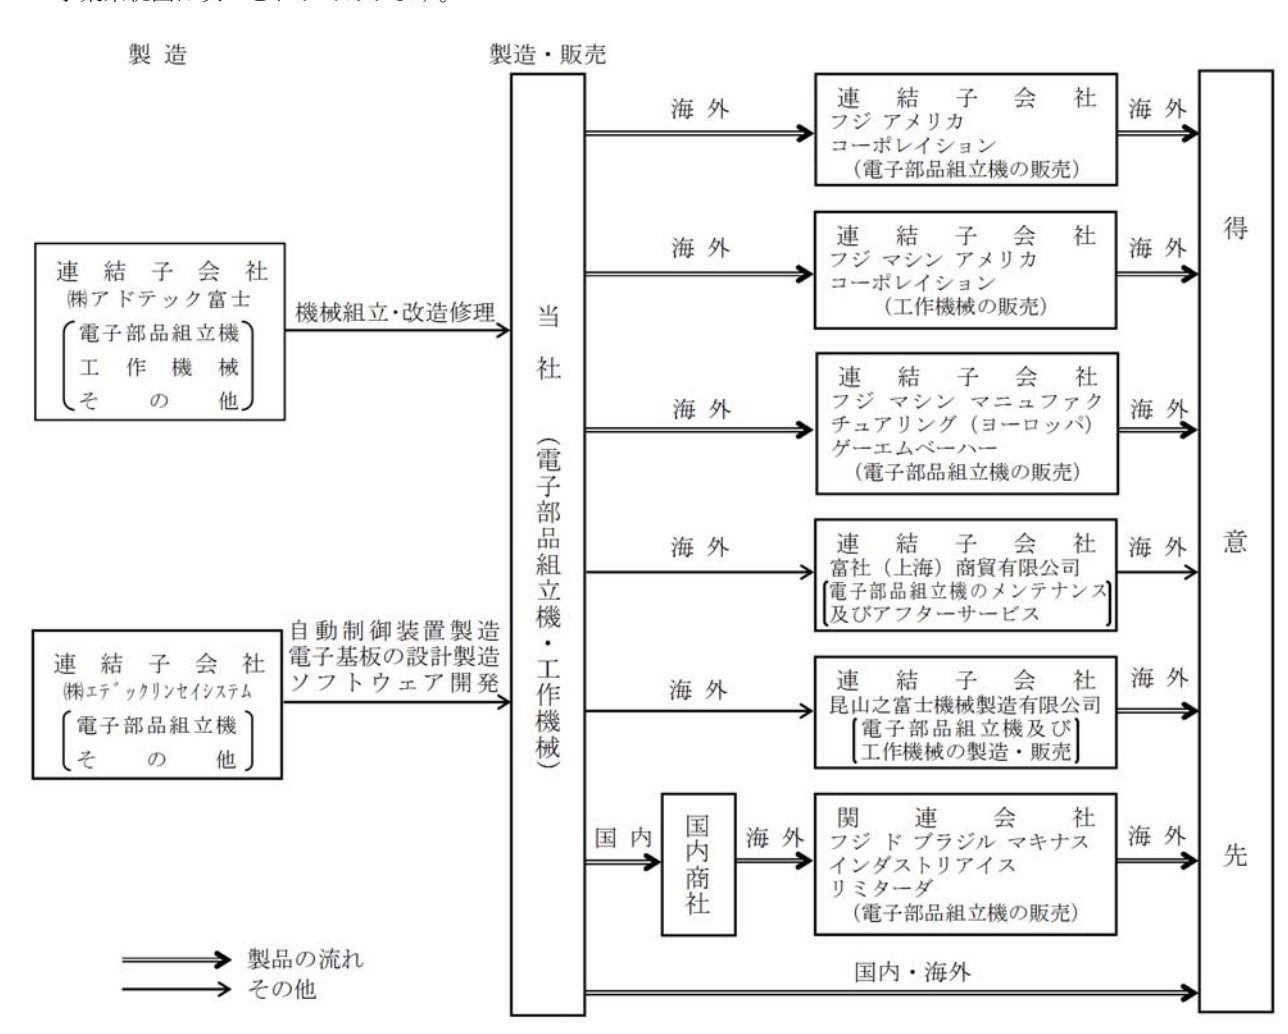 製造
製造・販売
連結子会社
㈱アドテック富士
電子部品組立機
工作機械
その他
機械組立・改造修理
連結子会社
㈱エデックリンセイシステム
電子部品組立機
その他
自動制御装置製造
電子基板の設計製造
ソフトウェア開発
当社(電子部品組立機・工作機械)
海外
連結子会社
フジ アメリカ
コーポレイション
(電子部品組立機の販売)
海外
海外
連結子会社
フジ マシン アメリカ
コーポレイション
(工作機械の販売)
海外
海外
連結子会社
フジ マシン マニュファク
チュアリング(ヨーロッパ)
ゲーエムベーハー
(電子部品組立機の販売)
海外
海外
連結子会社
富社(上海)商貿有限公司
電子部品組立機のメンテナンス
及びアフターサービス
海外
海外
連結子会社
昆山之富士機械製造有限公司
電子部品組立機及び
工作機械の製造・販売
海外
国内
国内商社
海外
関連会社
フジ ド ブラジル マキナス
インダストリアイス
リミターダ
(電子部品組立機の販売)
海外
国内・海外
得意先
製品の流れ
その他